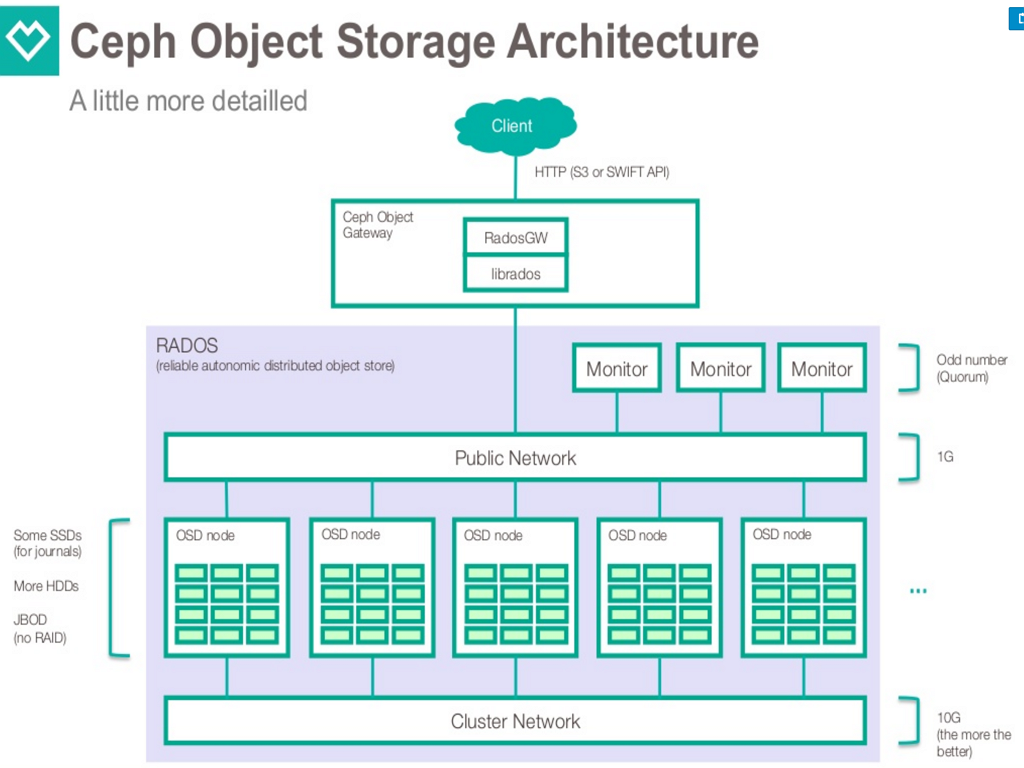 Ceph Object Storage Architecture
A little more detailled
Client
HTTP (S3 or SWIFT API)
Ceph Object
Gateway
RadosGW
librados
RADOS
(reliable autonomic distributed object store)
Monitor
Monitor
Monitor
Odd number
(Quorum)
Public Network
1G
Some SSDs
(for journals)
More HDDs
JBOD
(no RAID)
OSD node
OSD node
OSD node
OSD node
OSD node
...
Cluster Network
10G
(the more the
better)